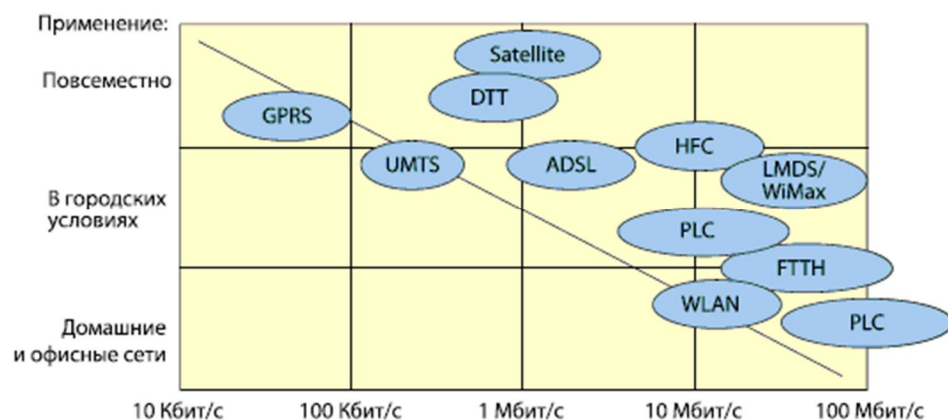 Применение:
Повсеместно
Satellite
DTT
GPRS
HFC
UMTS
ADSL
LMDS/
WiMax
В городских
условиях
PLC
FTTH
WLAN
PLC
Домашние
и офисные сети
10 Кбит/с
100 Кбит/с
1 Мбит/с
10 Мбит/с
100 Мбит/с